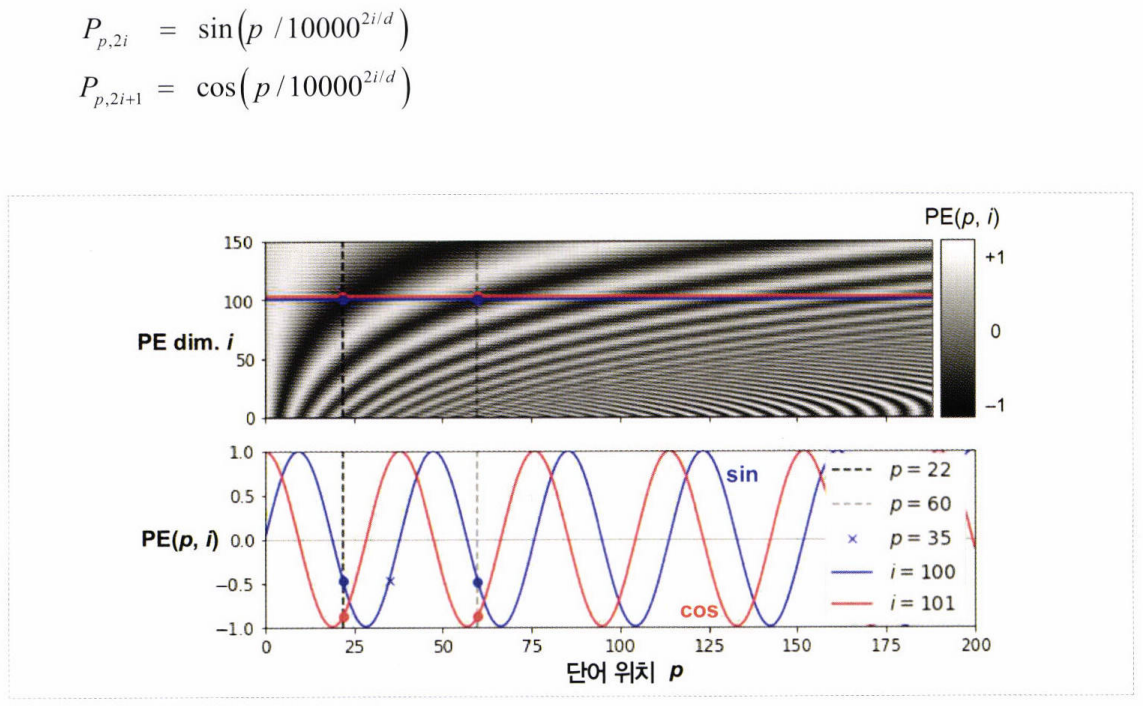 P_{p,2i} = sin(p /10000^{2i/d})
P_{p,2i+1} = cos(p /10000^{2i/d})
PE(p, i)
150
100
50
0
PE dim. i
+1
0
−1
1.0
0.5
0.0
−0.5
−1.0
PE(p, i)
sin
cos
p = 22
p = 60
p = 35
i = 100
i = 101
0 25 50 75 100 125 150 175 200
단어 위치 p